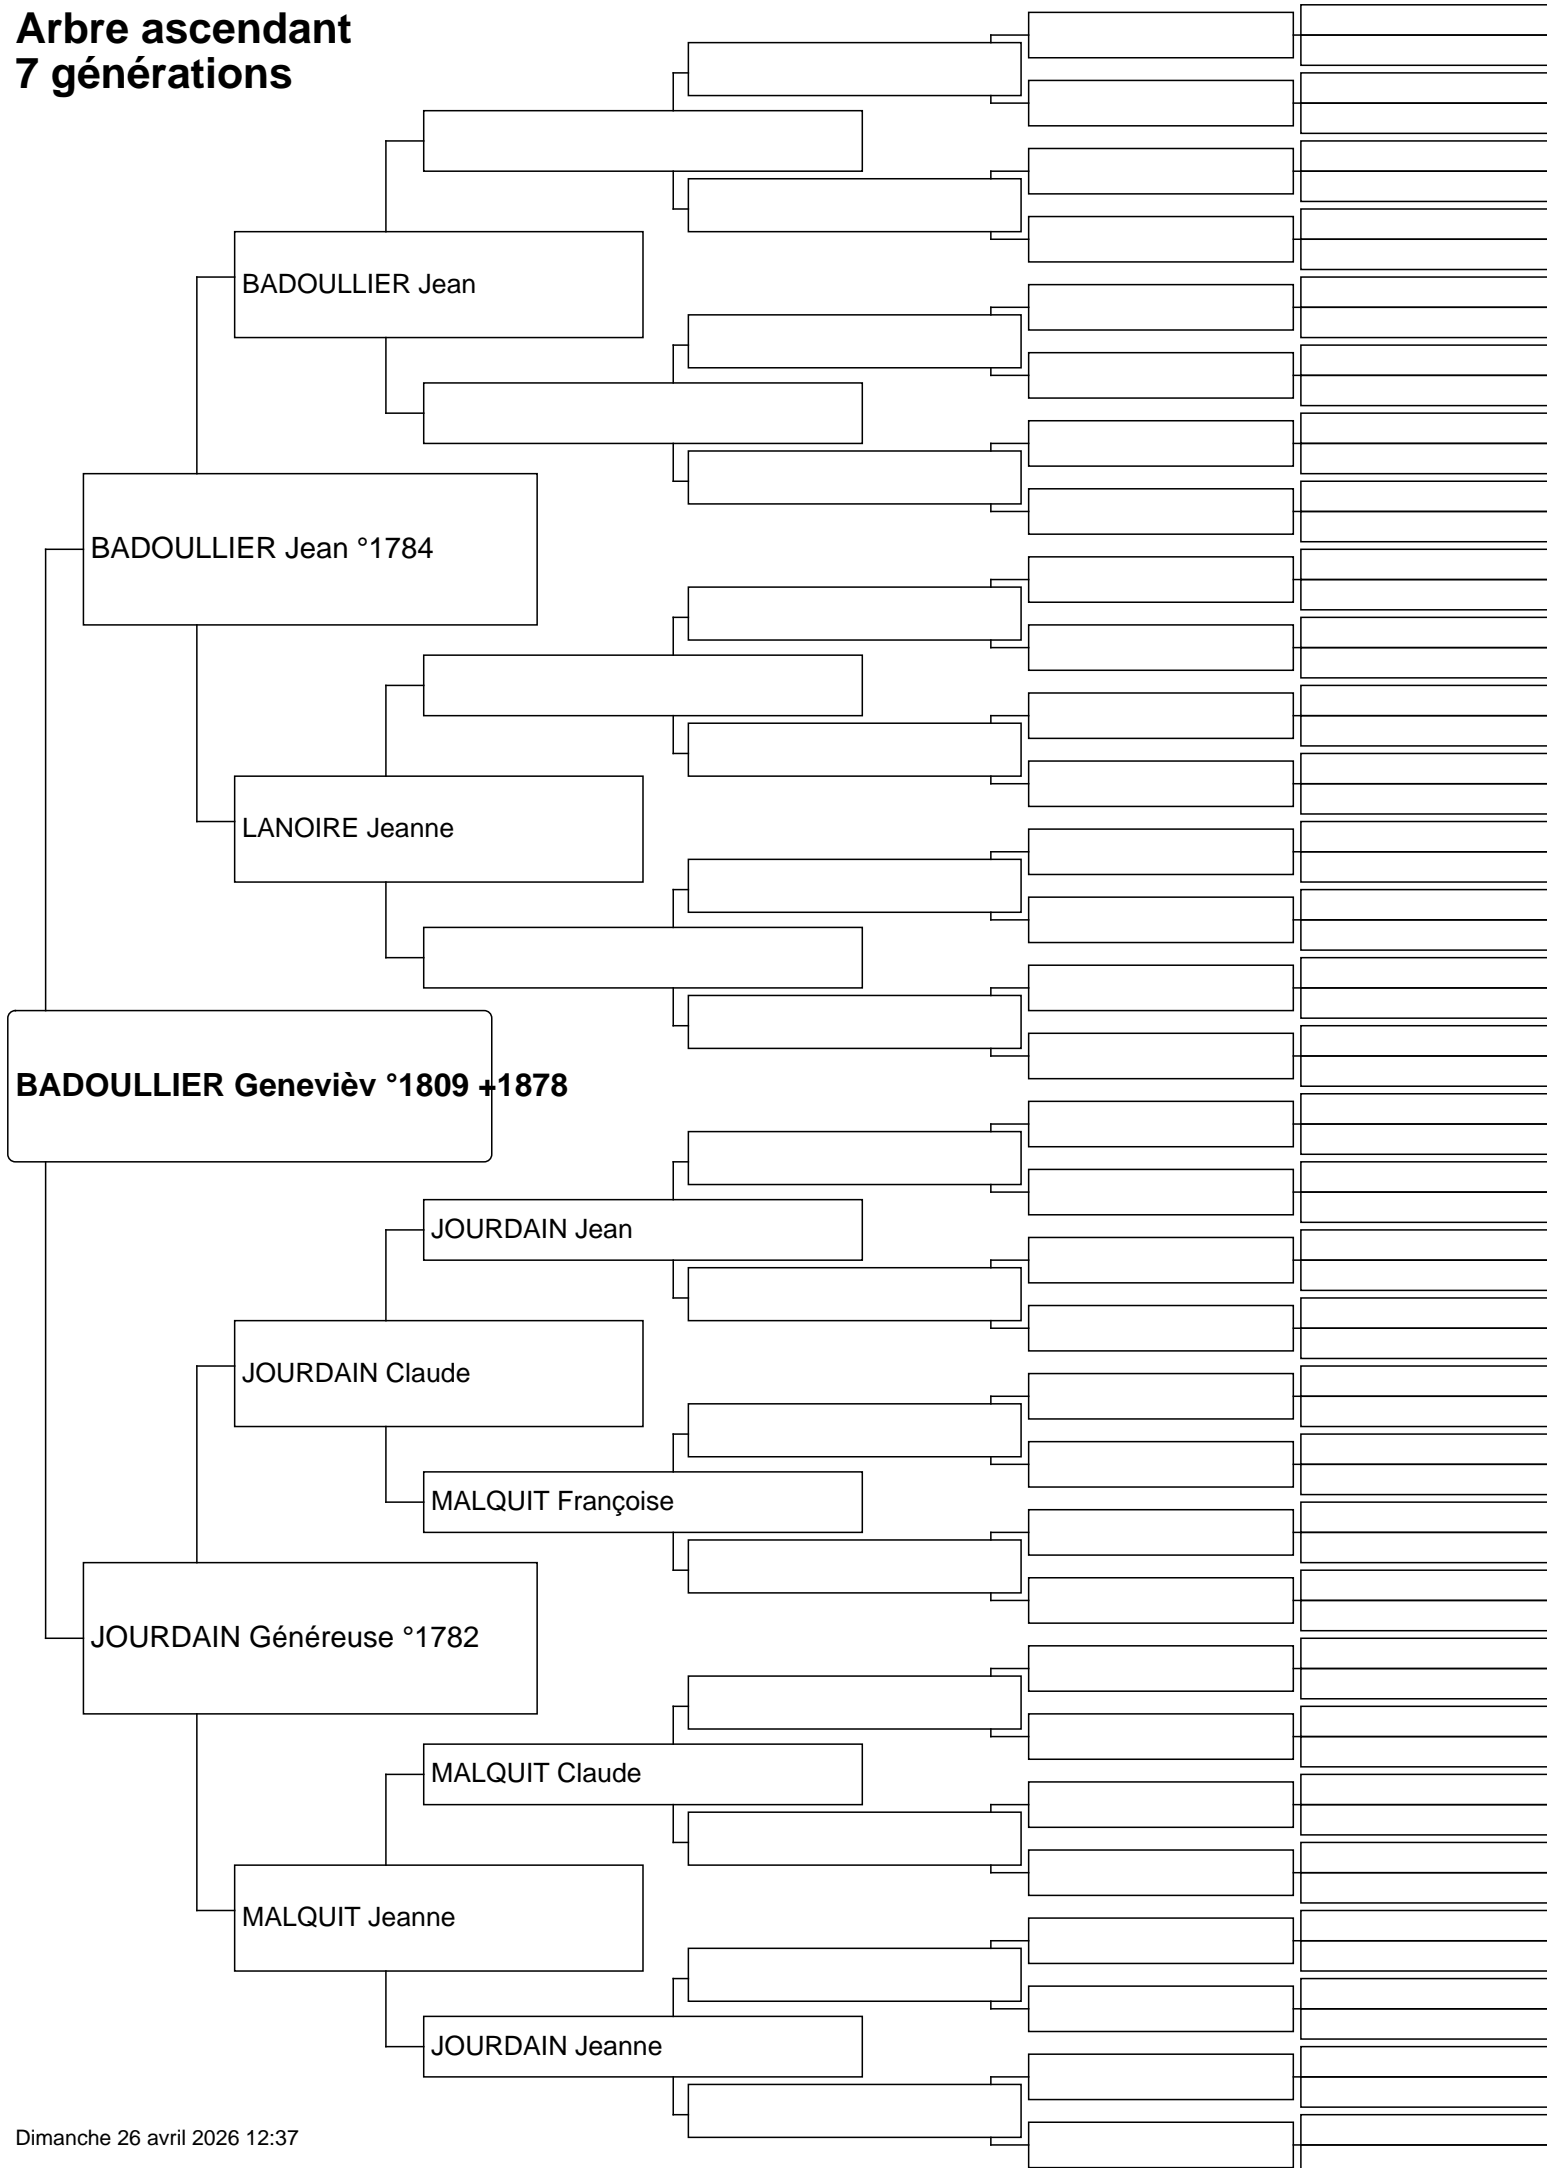 Arbre ascendant
7 générations
BADOULLIER Jean
BADOULLIER Jean °1784
LANOIRE Jeanne
BADOULLIER Genevièv °1809 +1878
JOURDAIN Jean
JOURDAIN Claude
MALQUIT Françoise
JOURDAIN Généreuse °1782
MALQUIT Claude
MALQUIT Jeanne
JOURDAIN Jeanne
Dimanche 26 avril 2026 12:37